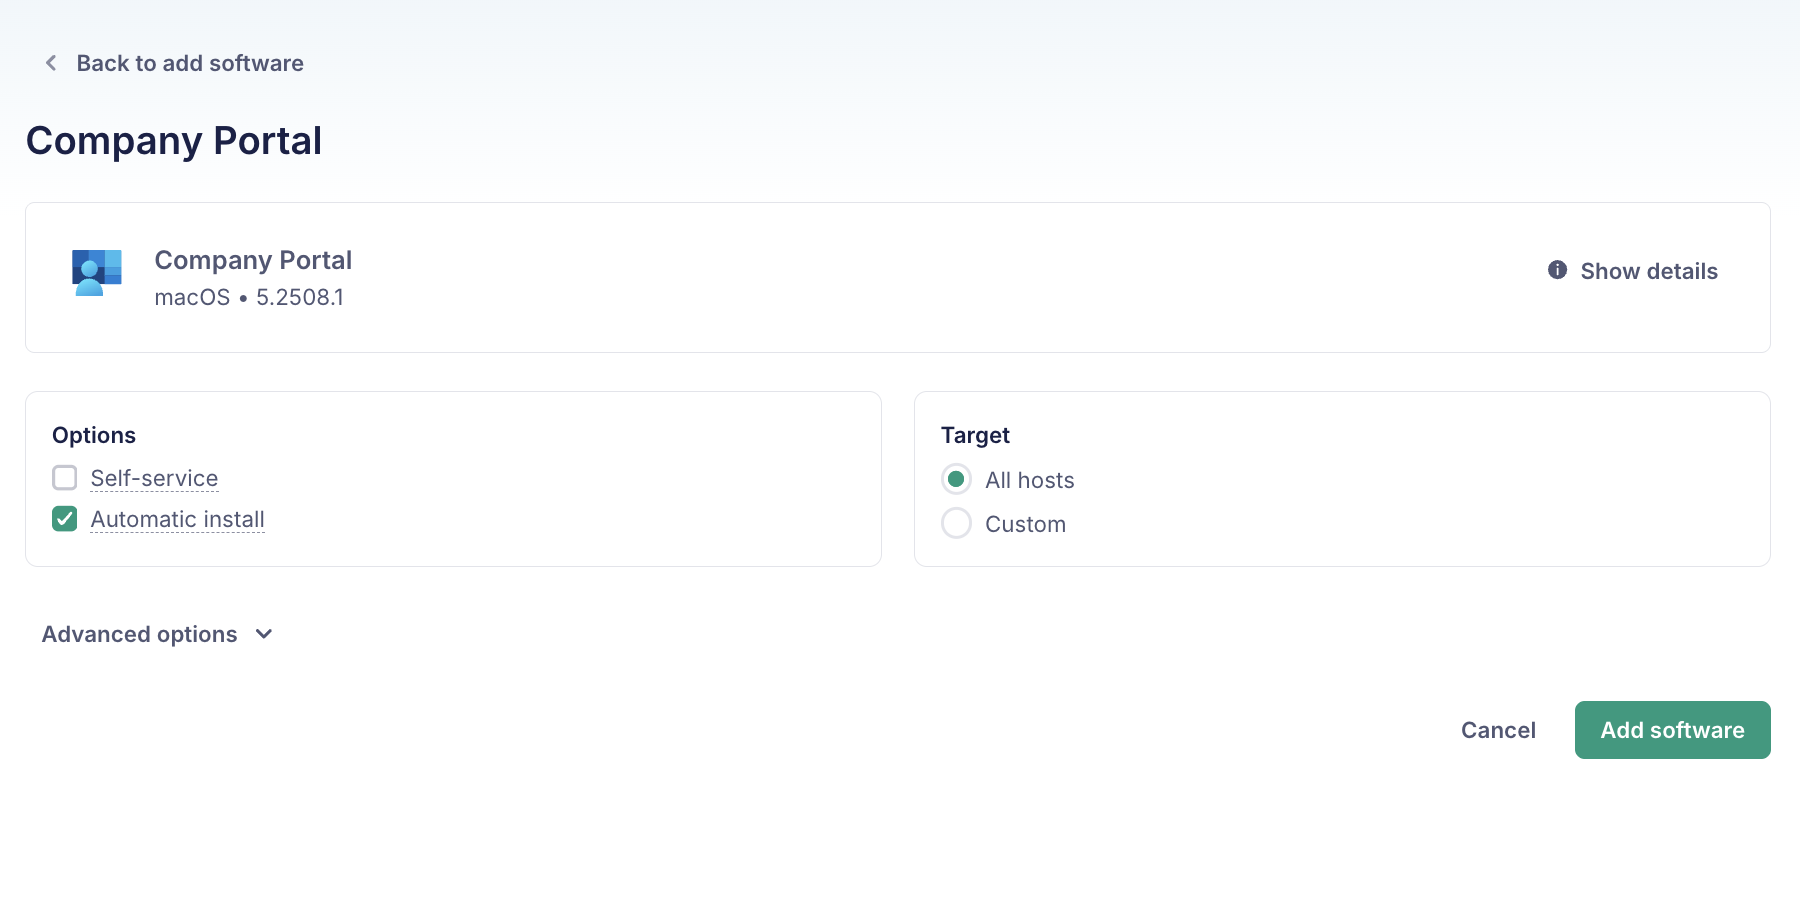 Back to add software
Company Portal
Company Portal
macOS • 5.2508.1
Show details
Options
Self-service
Automatic install
Target
All hosts
Custom
Advanced options
Cancel
Add software